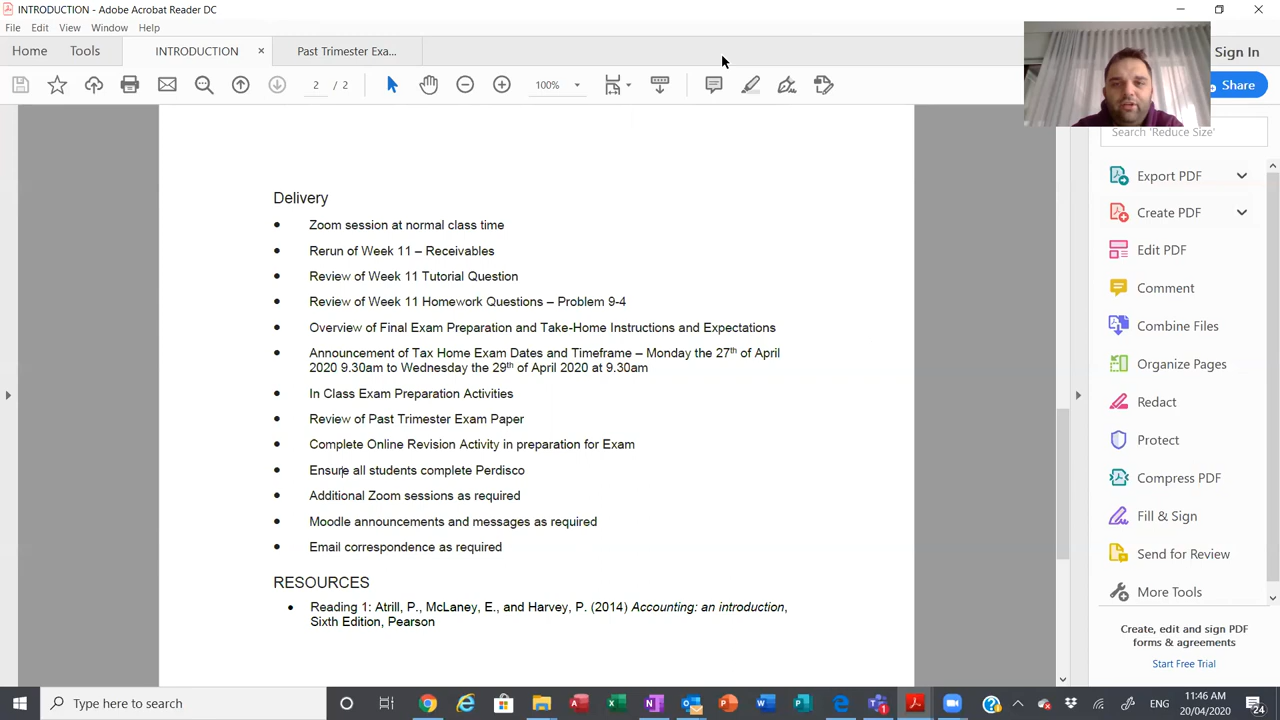 INTRODUCTION - Adobe Acrobat Reader DC
File Edit View Window Help
Home Tools INTRODUCTION × Past Trimester Exa... Sign In
2 / 2 100% Share
Search 'Reduce Size'
Export PDF
Create PDF
Edit PDF
Comment
Combine Files
Organize Pages
Redact
Protect
Compress PDF
Fill & Sign
Send for Review
More Tools
Create, edit and sign PDF
forms & agreements
Start Free Trial
Delivery
• Zoom session at normal class time
• Rerun of Week 11 – Receivables
• Review of Week 11 Tutorial Question
• Review of Week 11 Homework Questions – Problem 9-4
• Overview of Final Exam Preparation and Take-Home Instructions and Expectations
• Announcement of Tax Home Exam Dates and Timeframe – Monday the 27th of April
2020 9.30am to Wednesday the 29th of April 2020 at 9.30am
• In Class Exam Preparation Activities
• Review of Past Trimester Exam Paper
• Complete Online Revision Activity in preparation for Exam
• Ensure all students complete Perdisco
• Additional Zoom sessions as required
• Moodle announcements and messages as required
• Email correspondence as required
RESOURCES
• Reading 1: Atrill, P., McLaney, E., and Harvey, P. (2014) Accounting: an introduction,
Sixth Edition, Pearson
Type here to search
ENG
11:46 AM
20/04/2020
24